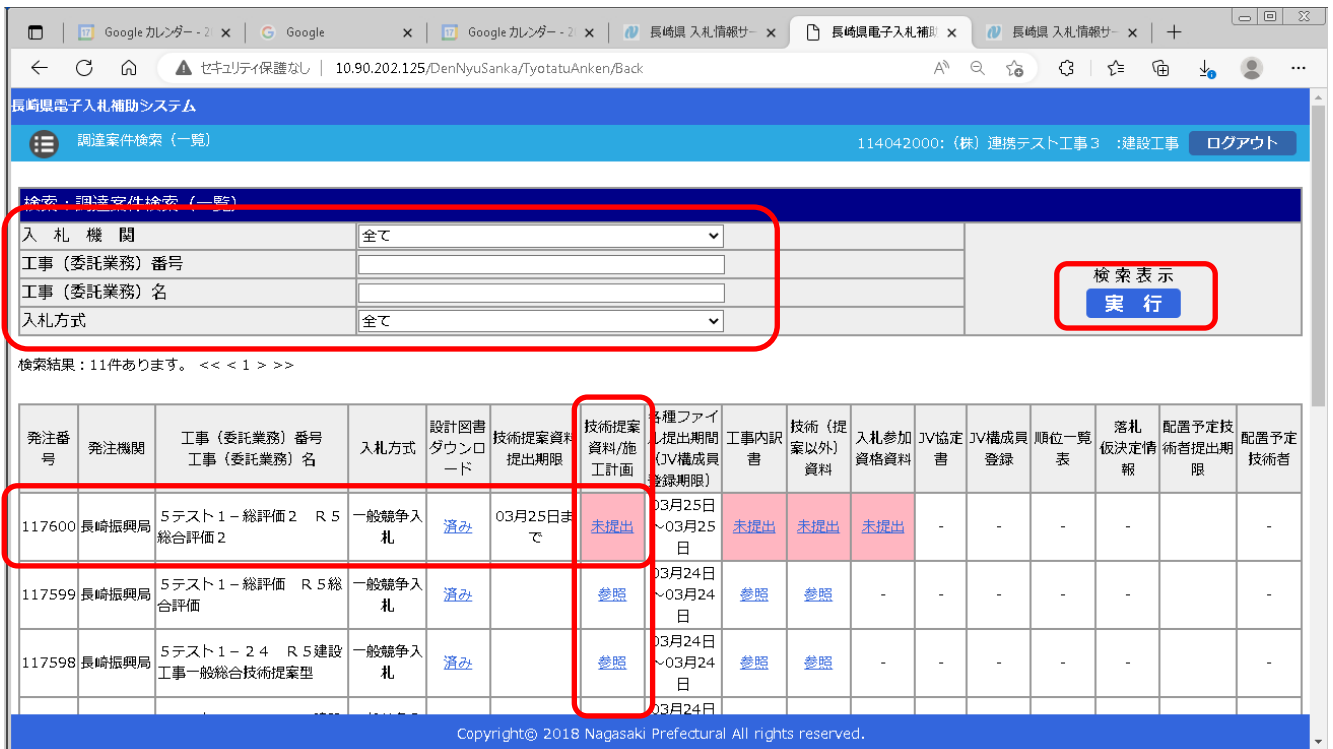 Google カレンダー - 2
Google
Google カレンダー - 2
長崎県 入札情報サー
長崎県電子入札補助
長崎県 入札情報サー
セキュリティ保護なし | 10.90.202.125/DenNyuSanka/TyotatuAnken/Back
長崎県電子入札補助システム
調達案件検索（一覧） 114042000:（株）連携テスト工事３ :建設工事 ログアウト
検索：調達案件検索（一覧）
入 札 機 関 全て
工事（委託業務）番号
工事（委託業務）名
入札方式 全て
検 索 表 示
実 行
検索結果：11件あります。 << < 1 > >>
発注番号 発注機関 工事（委託業務）番号 工事（委託業務）名 入札方式 設計図書ダウンロード 技術提案資料提出期限 技術提案資料/施工計画 各種ファイル提出期間（JV構成員登録期限） 工事内訳書 技術（提案以外）資料 入札参加資格資料 JV協定書 JV構成員登録 順位一覧表 落札仮決定情報 配置予定技術者提出期限 配置予定技術者
117600 長崎振興局 ５テスト１－総評価２ Ｒ５総合評価２ 一般競争入札 済み 03月25日まで 未提出 03月25日～03月25日 未提出 未提出 未提出 - - - - -
117599 長崎振興局 ５テスト１－総評価 Ｒ５総合評価 一般競争入札 済み 参照 03月24日～03月24日 参照 参照 - - - - - -
117598 長崎振興局 ５テスト１－２４ Ｒ５建設工事一般総合技術提案型 一般競争入札 済み 参照 03月24日～03月24日 参照 参照 - - - - - -
03月24日
Copyright© 2018 Nagasaki Prefectural All rights reserved.